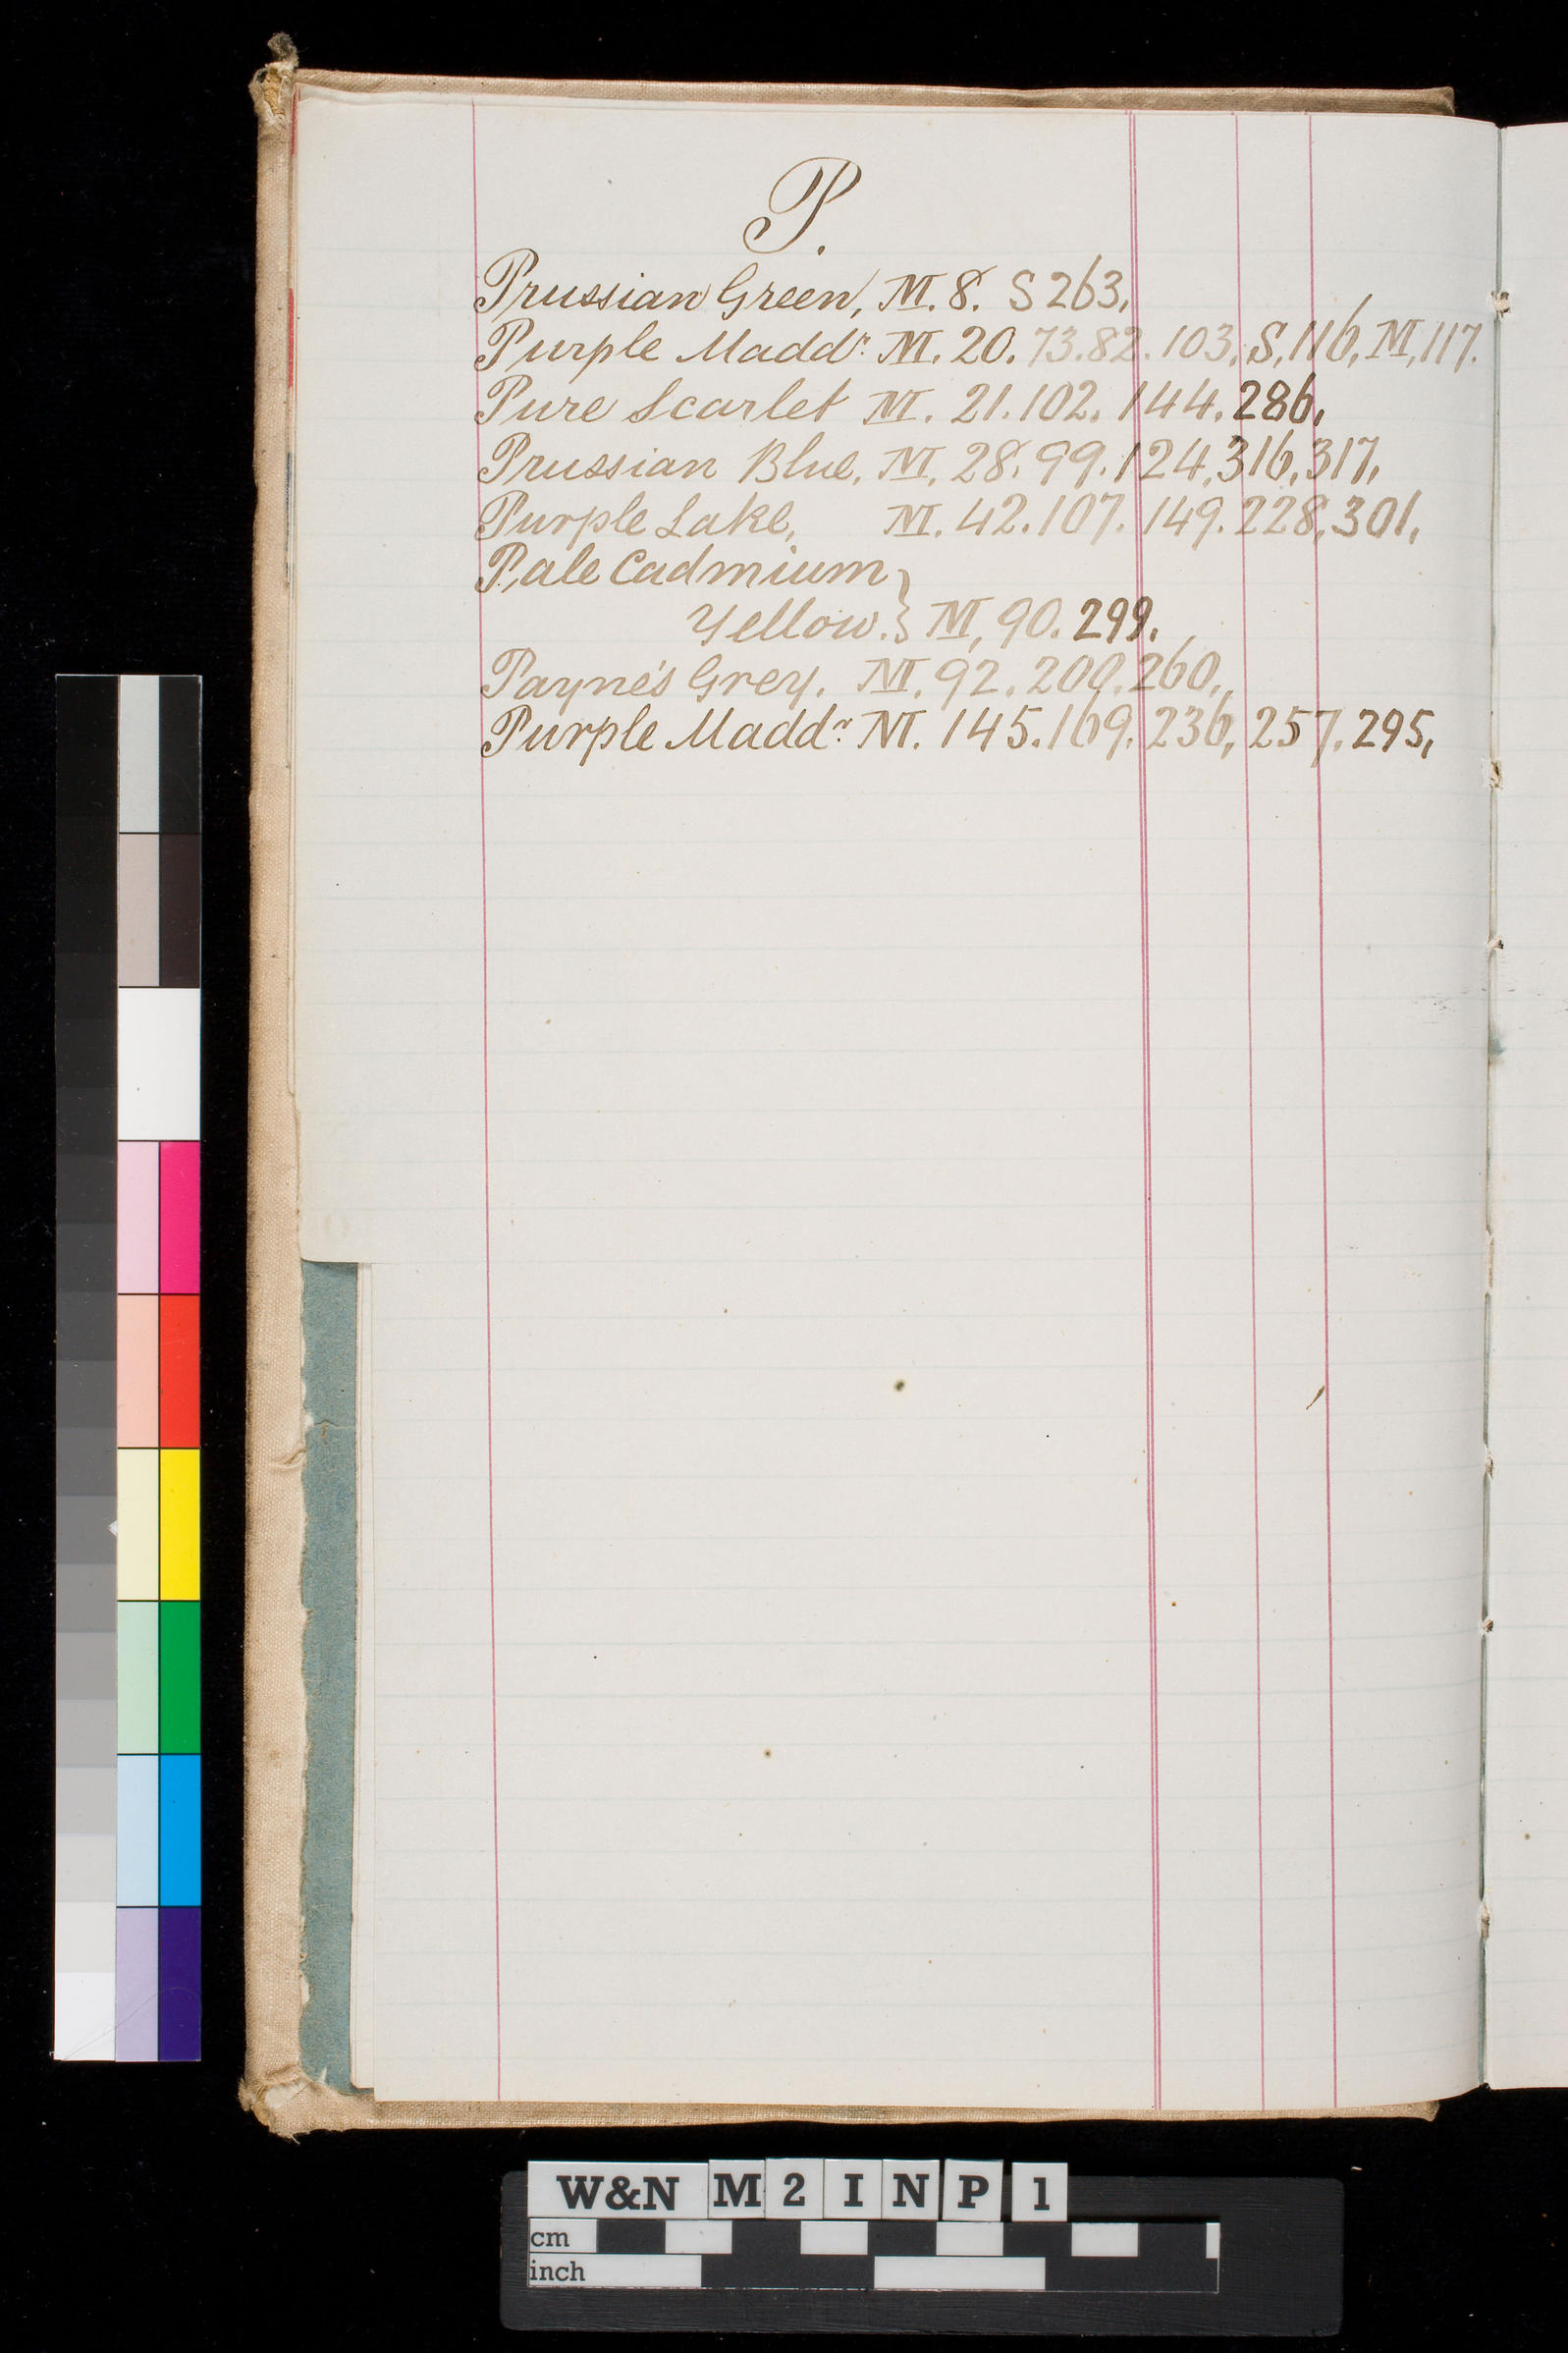 P.
Prussian Green, M. 8. S 263.
Purple Maddr. M. 20. 73. 82. 103. S, 116, M, 117.
Pure Scarlet M. 21. 102. 144. 286.
Prussian Blue, M, 28. 99. 124, 316, 317,
Purple Lake, M. 42. 107. 149. 228, 301,
Pale Cadmium }
Yellow. } M, 90. 299.
Payne's Grey. M. 92. 200. 260.
Purple Maddr. M. 145. 169. 236, 257. 295,
W&N M 2 I N P 1
cm
inch